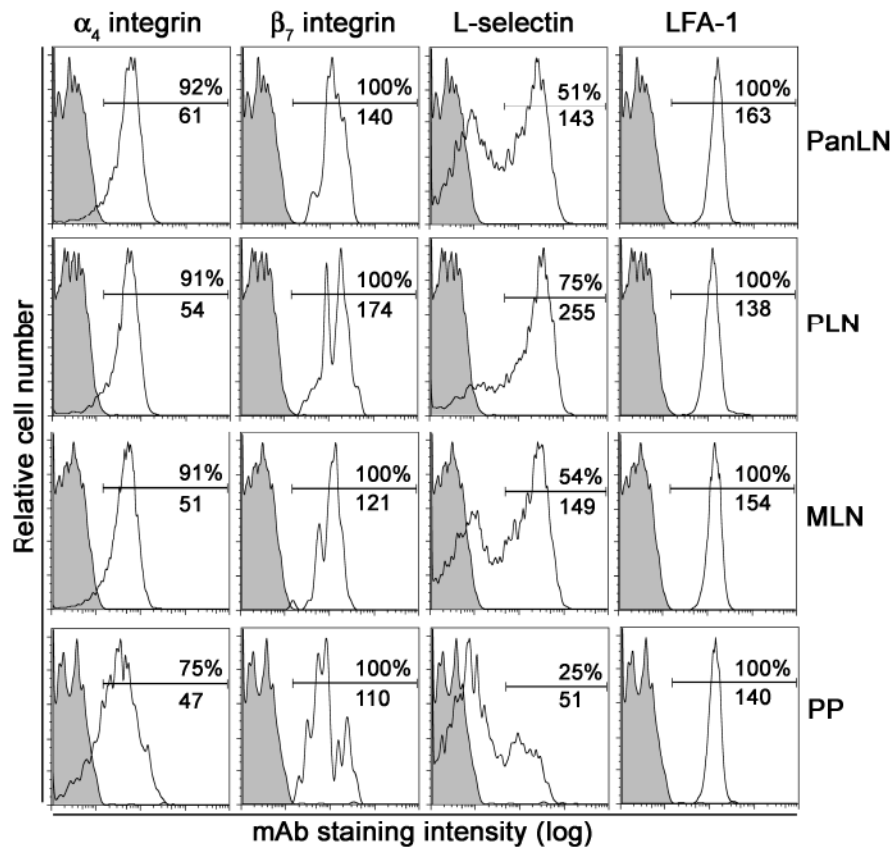 α4 integrin β7 integrin L-selectin LFA-1
92% 100% 51% 100%
61 140 143 163
PanLN
91% 100% 75% 100%
54 174 255 138
PLN
91% 100% 54% 100%
51 121 149 154
MLN
75% 100% 25% 100%
47 110 51 140
PP
Relative cell number
mAb staining intensity (log)